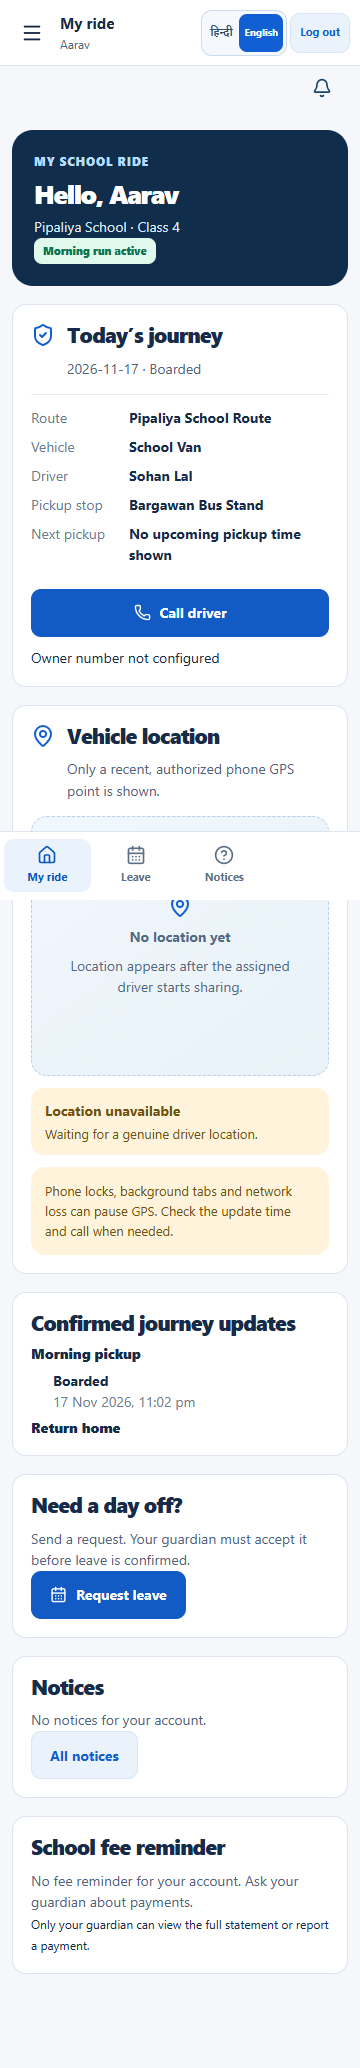 My ride
Aarav
हिन्दी
English
Log out
MY SCHOOL RIDE
Hello, Aarav
Pipaliya School · Class 4
Morning run active
Today’s journey
2026-11-17 · Boarded
Route Pipaliya School Route
Vehicle School Van
Driver Sohan Lal
Pickup stop Bargawan Bus Stand
Next pickup No upcoming pickup time
shown
Call driver
Owner number not configured
Vehicle location
Only a recent, authorized phone GPS
point is shown.
My ride
Leave
Notices
No location yet
Location appears after the assigned
driver starts sharing.
Location unavailable
Waiting for a genuine driver location.
Phone locks, background tabs and network
loss can pause GPS. Check the update time
and call when needed.
Confirmed journey updates
Morning pickup
Boarded
17 Nov 2026, 11:02 pm
Return home
Need a day off?
Send a request. Your guardian must accept it
before leave is confirmed.
Request leave
Notices
No notices for your account.
All notices
School fee reminder
No fee reminder for your account. Ask your
guardian about payments.
Only your guardian can view the full statement or report
a payment.